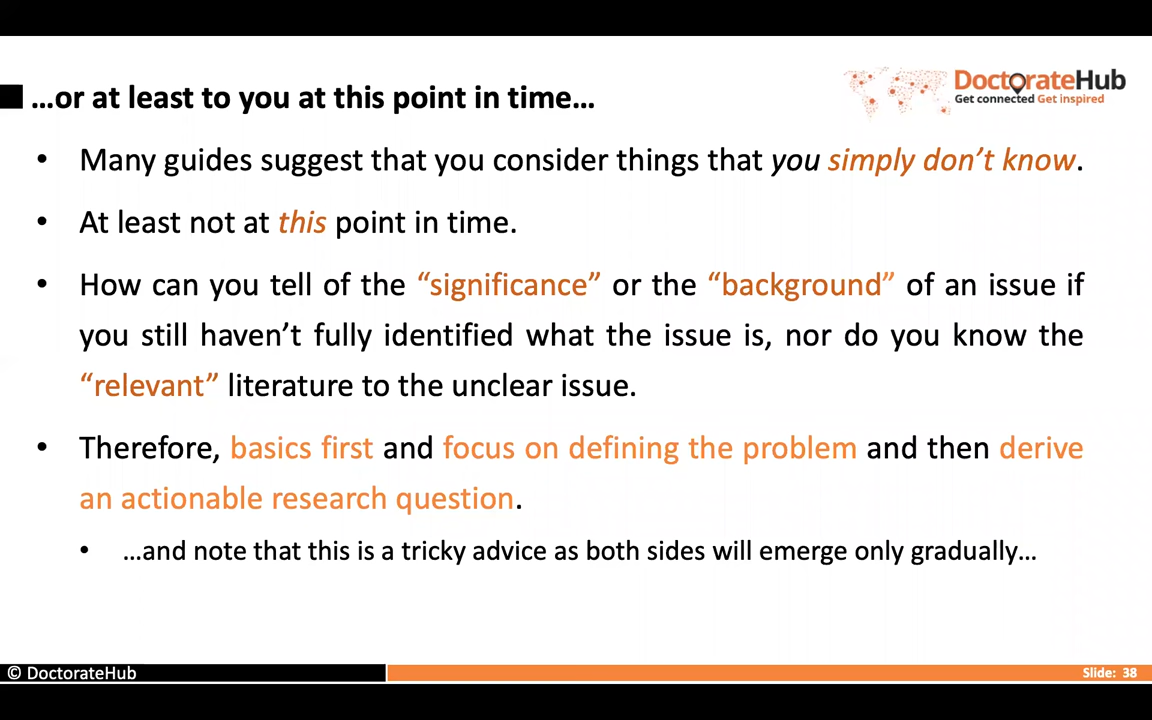 …or at least to you at this point in time…
DoctorateHub
Get connected Get inspired
• Many guides suggest that you consider things that you simply don’t know.
• At least not at this point in time.
• How can you tell of the “significance” or the “background” of an issue if
you still haven’t fully identified what the issue is, nor do you know the
“relevant” literature to the unclear issue.
• Therefore, basics first and focus on defining the problem and then derive
an actionable research question.
• …and note that this is a tricky advice as both sides will emerge only gradually…
© DoctorateHub
Slide: 38